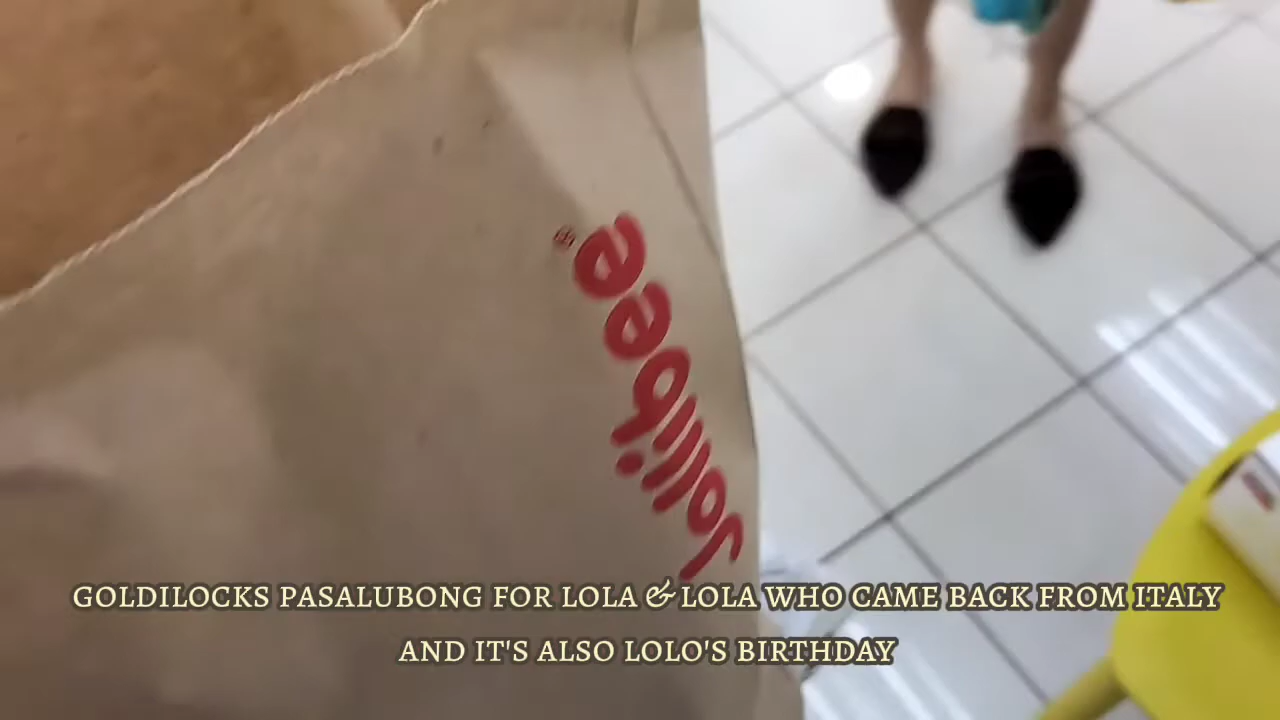 Jollibee®
GOLDILOCKS PASALUBONG FOR LOLA & LOLA WHO CAME BACK FROM ITALY
AND IT'S ALSO LOLO'S BIRTHDAY